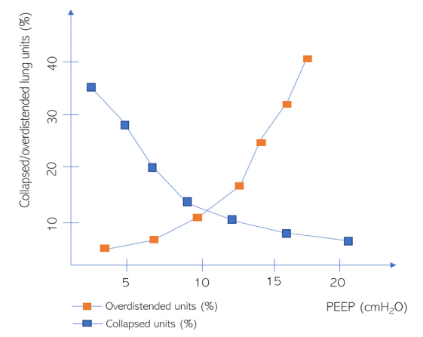 Collapsed/overdistended lung units (%)
40
30
20
10
5 10 15 20
Overdistended units (%)
PEEP (cmH₂O)
Collapsed units (%)